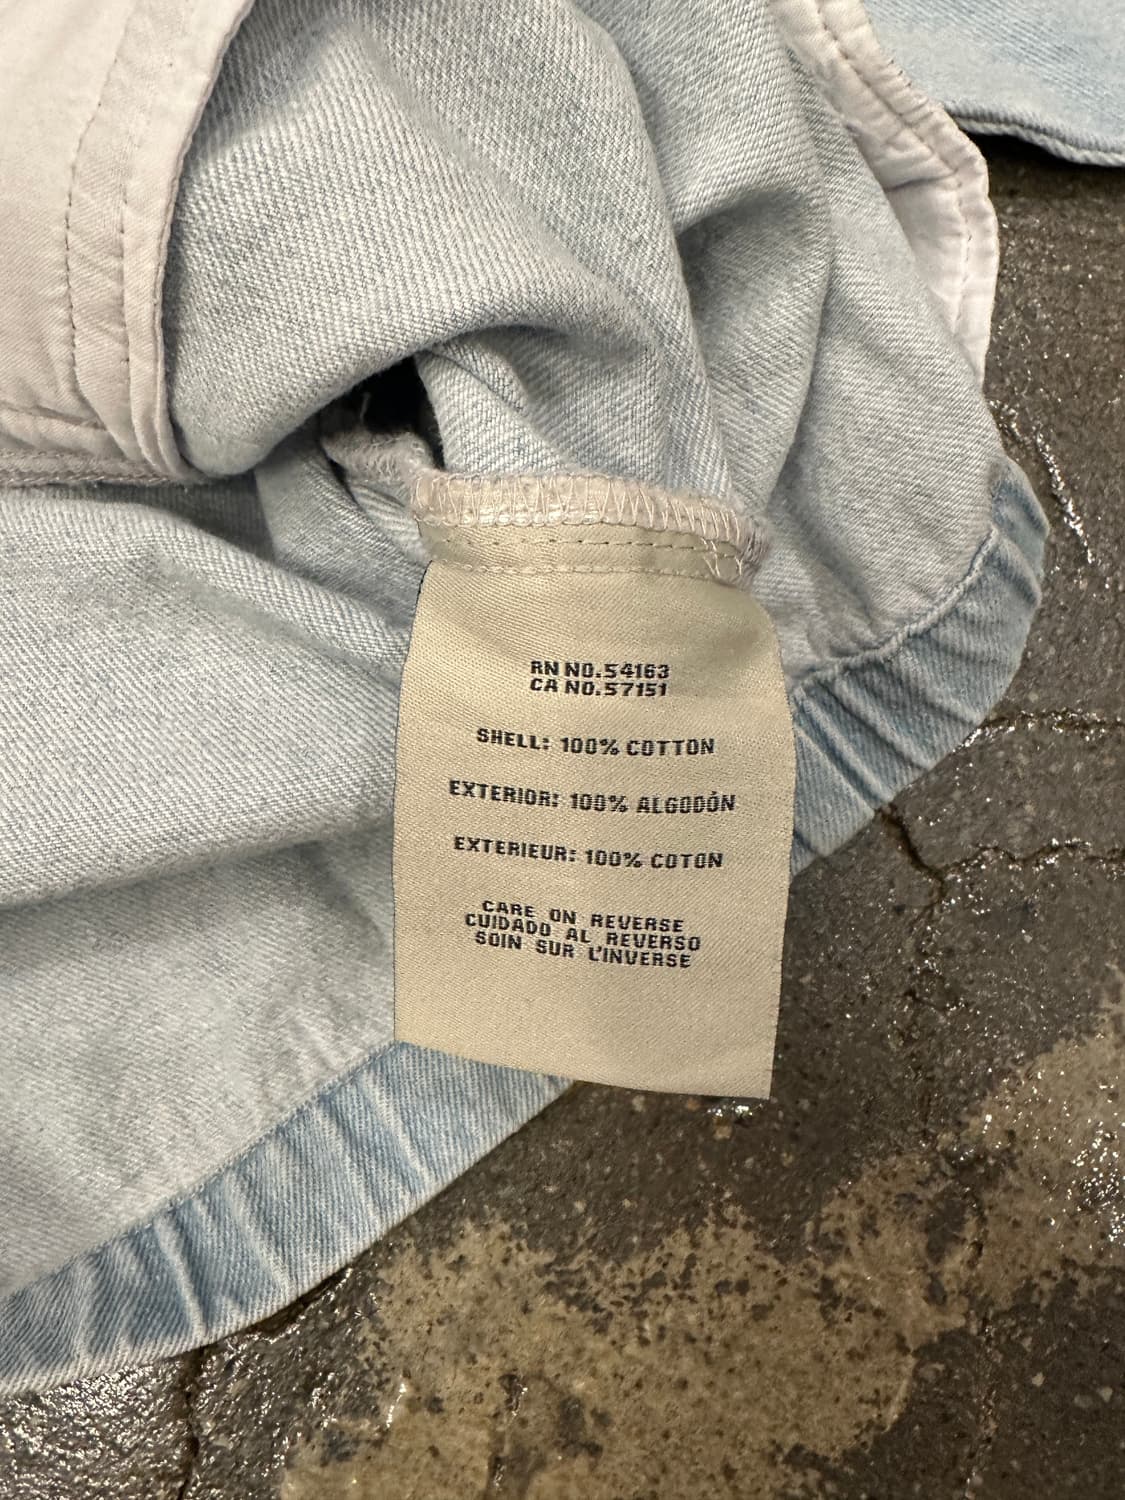 RN NO.54163
CA NO.57151
SHELL: 100% COTTON
EXTERIOR: 100% ALGODÓN
EXTERIEUR: 100% COTON
CARE ON REVERSE
CUIDADO AL REVERSO
SOIN SUR L'INVERSE